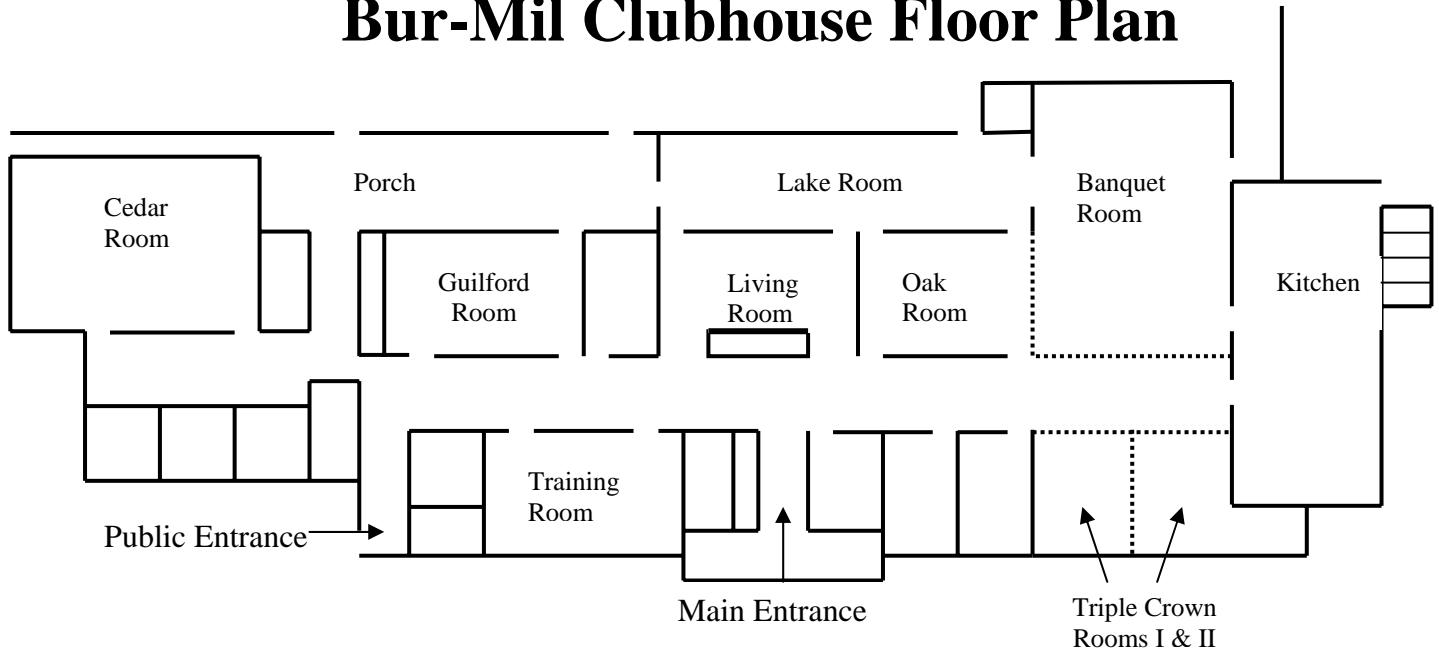 Bur-Mil Clubhouse Floor Plan
Porch
Lake Room
Banquet
Room
Cedar
Room
Guilford
Room
Living
Room
Oak
Room
Kitchen
Training
Room
Public Entrance
Main Entrance
Triple Crown
Rooms I & II